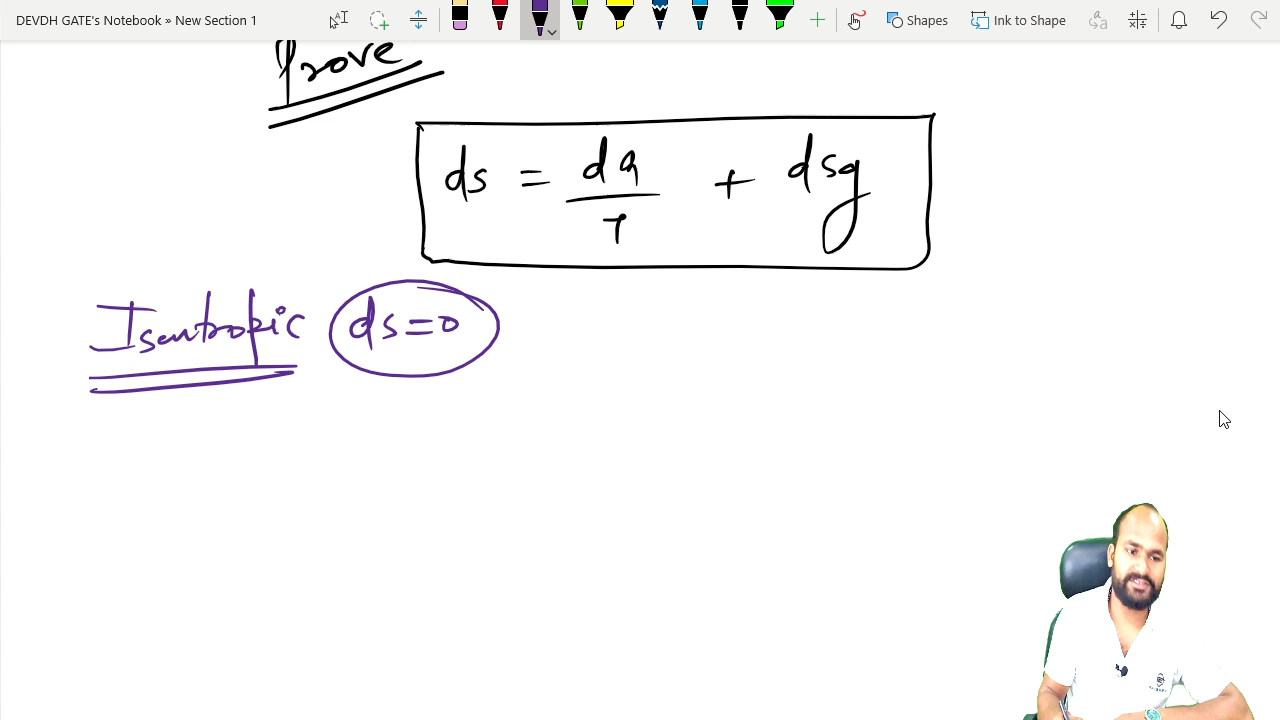 DEVDH GATE's Notebook » New Section 1
Shapes
Ink to Shape
Prove
ds = dq/T + dsg
Isentropic ds=0